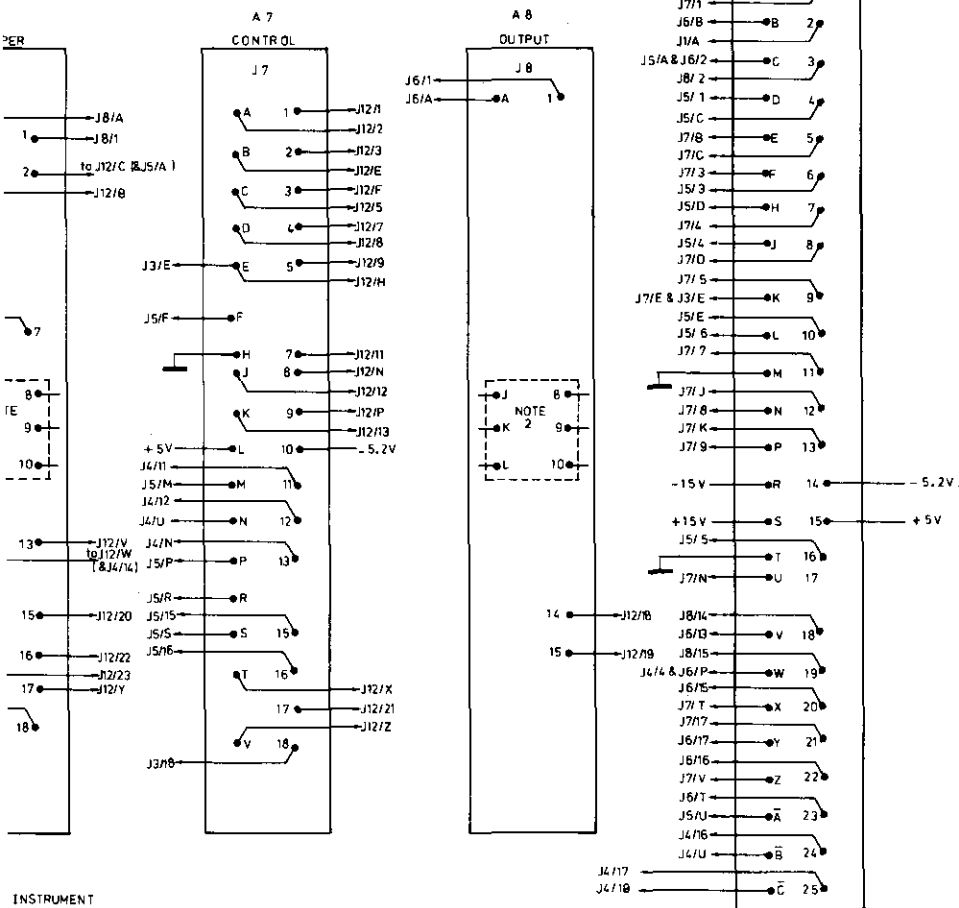 PER
J8/A
1 J8/1
2 to J12/C (&J5/A)
J12/B
7
8
TE
9
10
13 J12/V
to J12/W
(&J4/14)
15 J12/20
16 J12/22
J12/23
17 J12/Y
18
INSTRUMENT
A7
CONTROL
J7
A 1 J12/1
J12/2
B 2 J12/3
J12/E
C 3 J12/F
J12/5
D 4 J12/7
J12/8
J3/E E 5 J12/9
J12/H
J5/F F
H 7 J12/11
J 8 J12/N
J12/12
K 9 J12/P
J12/13
+5V L 10 -5.2V
J4/11
J5/M M 11
J4/12
J4/U N 12
J4/N
J5/P P 13
J5/R R
J5/15
J5/S S 15
J5/16
T 16
J12/X
17 J12/21
J12/Z
V 18
J3/18
A8
OUTPUT
J8
J6/1
J6/A A 1
J 8
NOTE
K 2 9
L 10
14 J12/18
15 J12/19
J7/1
J6/B B 2
J1/A
J5/A & J6/2 C 3
J8/2
J5/1 D 4
J5/C
J7/B E 5
J7/C
J7/3 F 6
J5/3
J5/D H 7
J7/4
J5/4 J 8
J7/D
J7/5
J7/E & J3/E K 9
J5/E
J5/6 L 10
J7/7
M 11
J7/J
J7/8 N 12
J7/K
J7/9 P 13
-15V R 14 -5.2V.
+15V S 15 +5V
J5/5
T 16
J7/N U 17
J8/14
J6/13 V 18
J8/15
J4/4 & J6/P W 19
J6/15
J7/T X 20
J7/17
J6/17 Y 21
J6/16
J7/V Z 22
J6/T
J5/U A̅ 23
J4/16
J4/U B̅ 24
J4/17
J4/18 C̅ 25